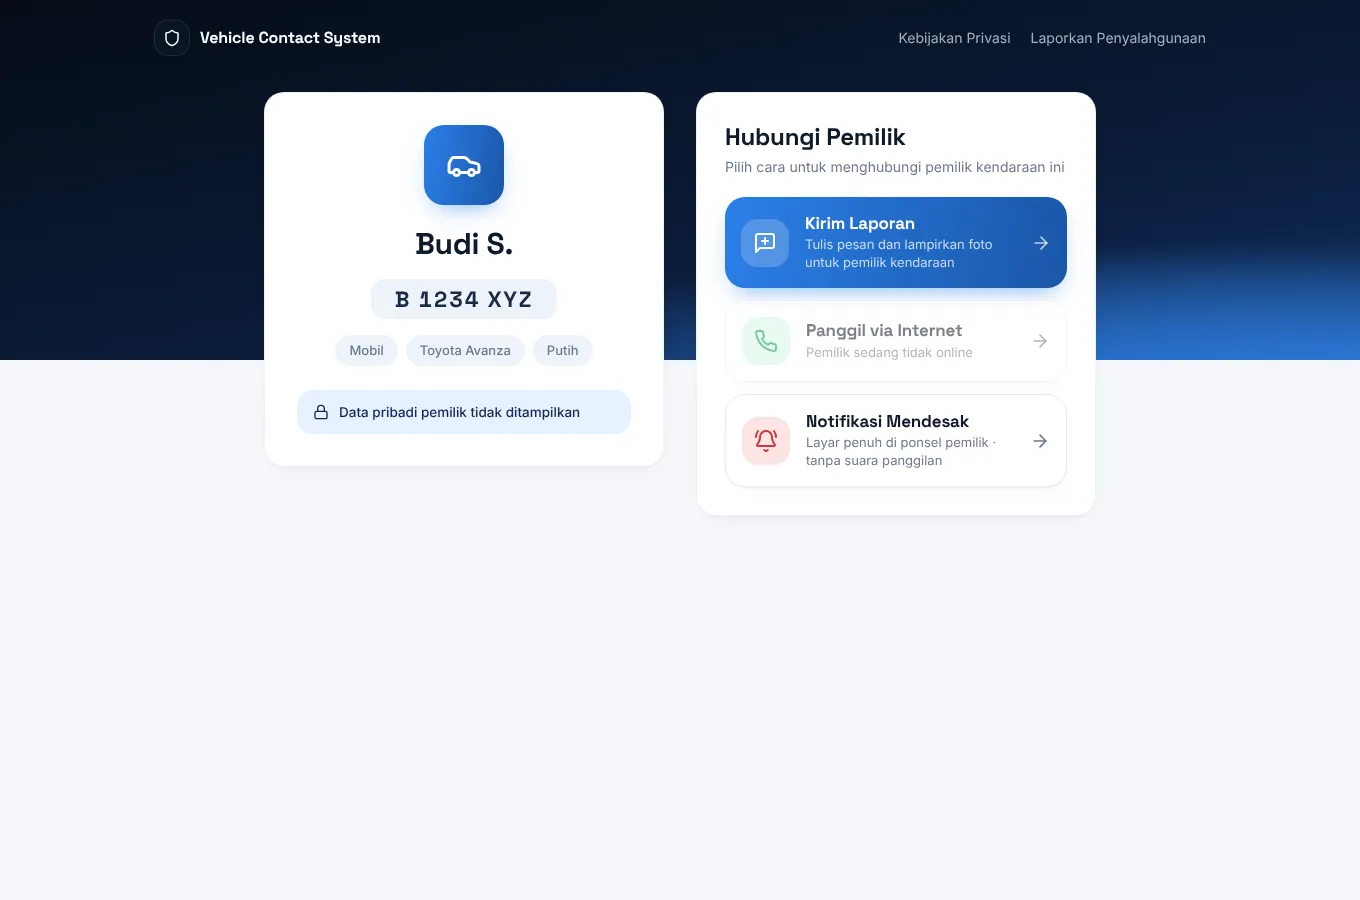 Vehicle Contact System
Kebijakan Privasi
Laporkan Penyalahgunaan
Budi S.
B 1234 XYZ
Mobil
Toyota Avanza
Putih
Data pribadi pemilik tidak ditampilkan
Hubungi Pemilik
Pilih cara untuk menghubungi pemilik kendaraan ini
Kirim Laporan
Tulis pesan dan lampirkan foto
untuk pemilik kendaraan
Panggil via Internet
Pemilik sedang tidak online
Notifikasi Mendesak
Layar penuh di ponsel pemilik ·
tanpa suara panggilan